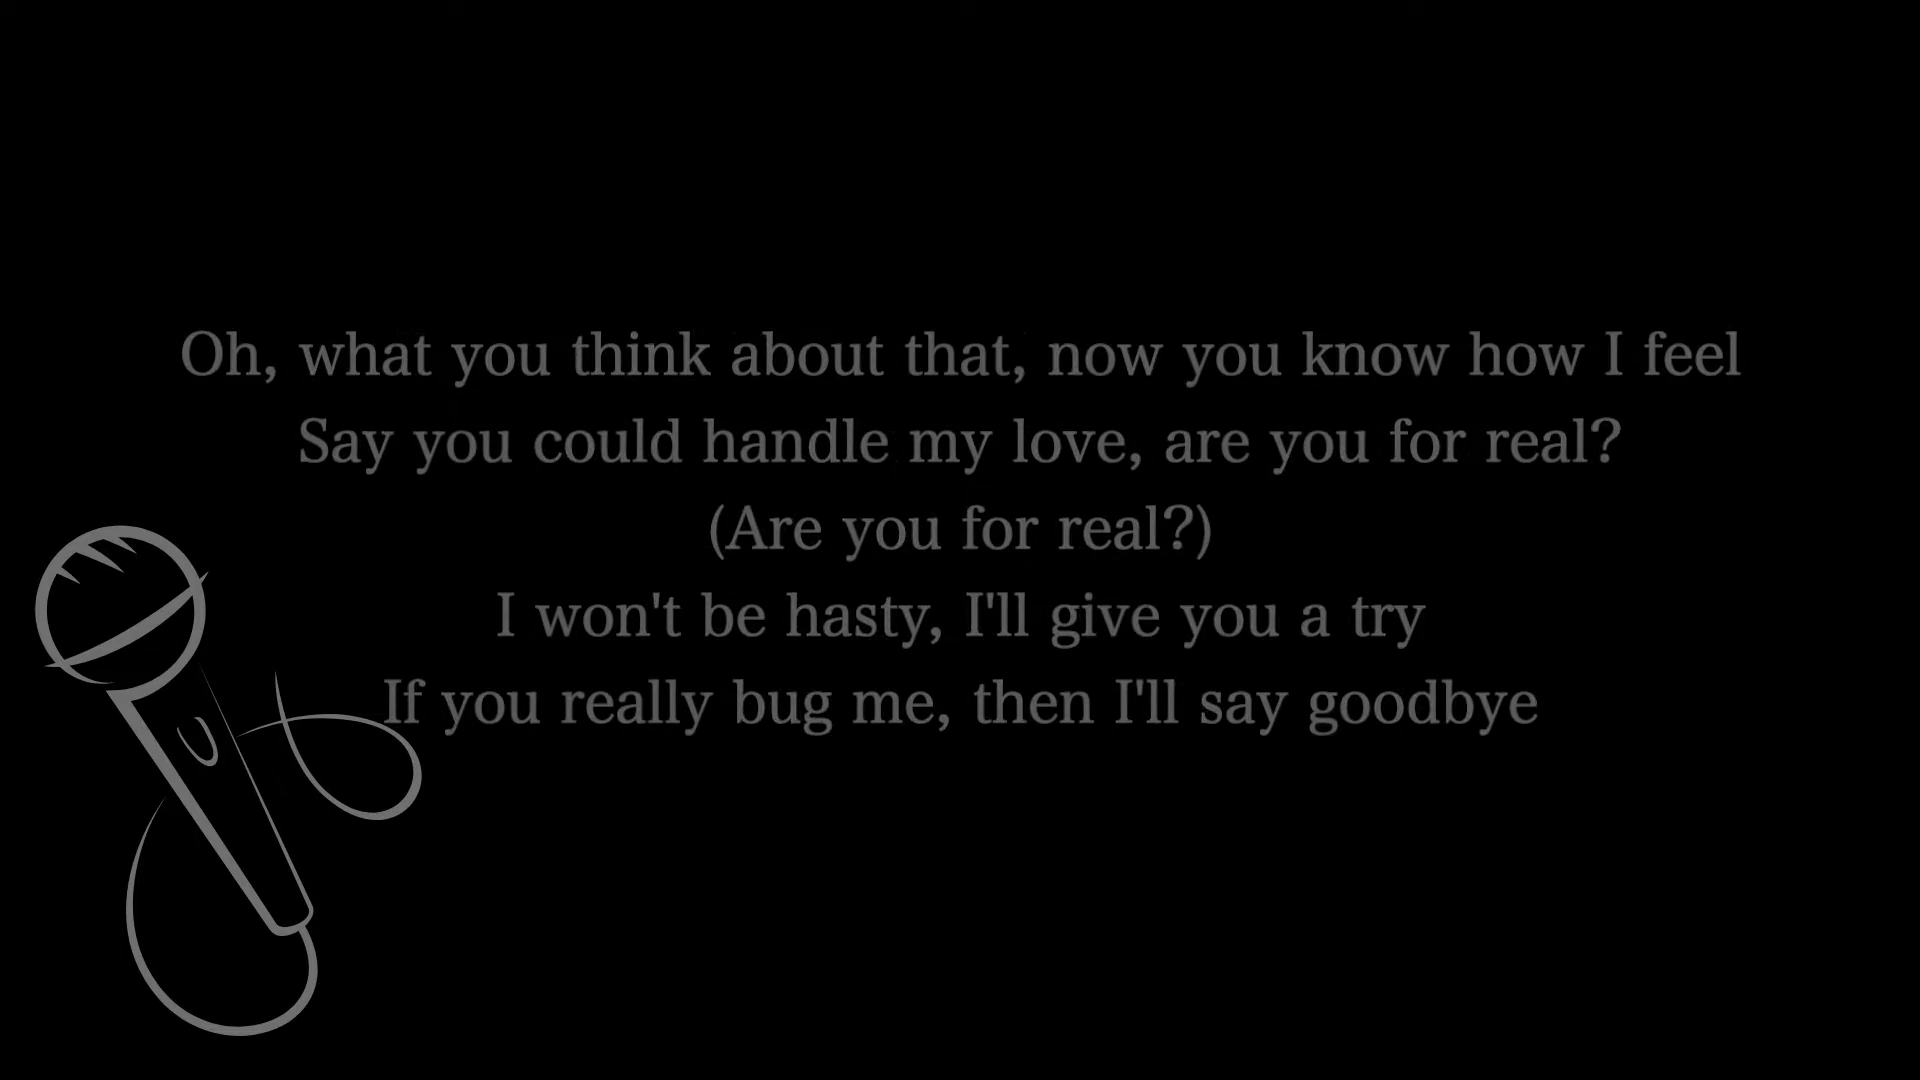 Oh, what you think about that, now you know how I feel
Say you could handle my love, are you for real?
(Are you for real?)
I won't be hasty, I'll give you a try
If you really bug me, then I'll say goodbye